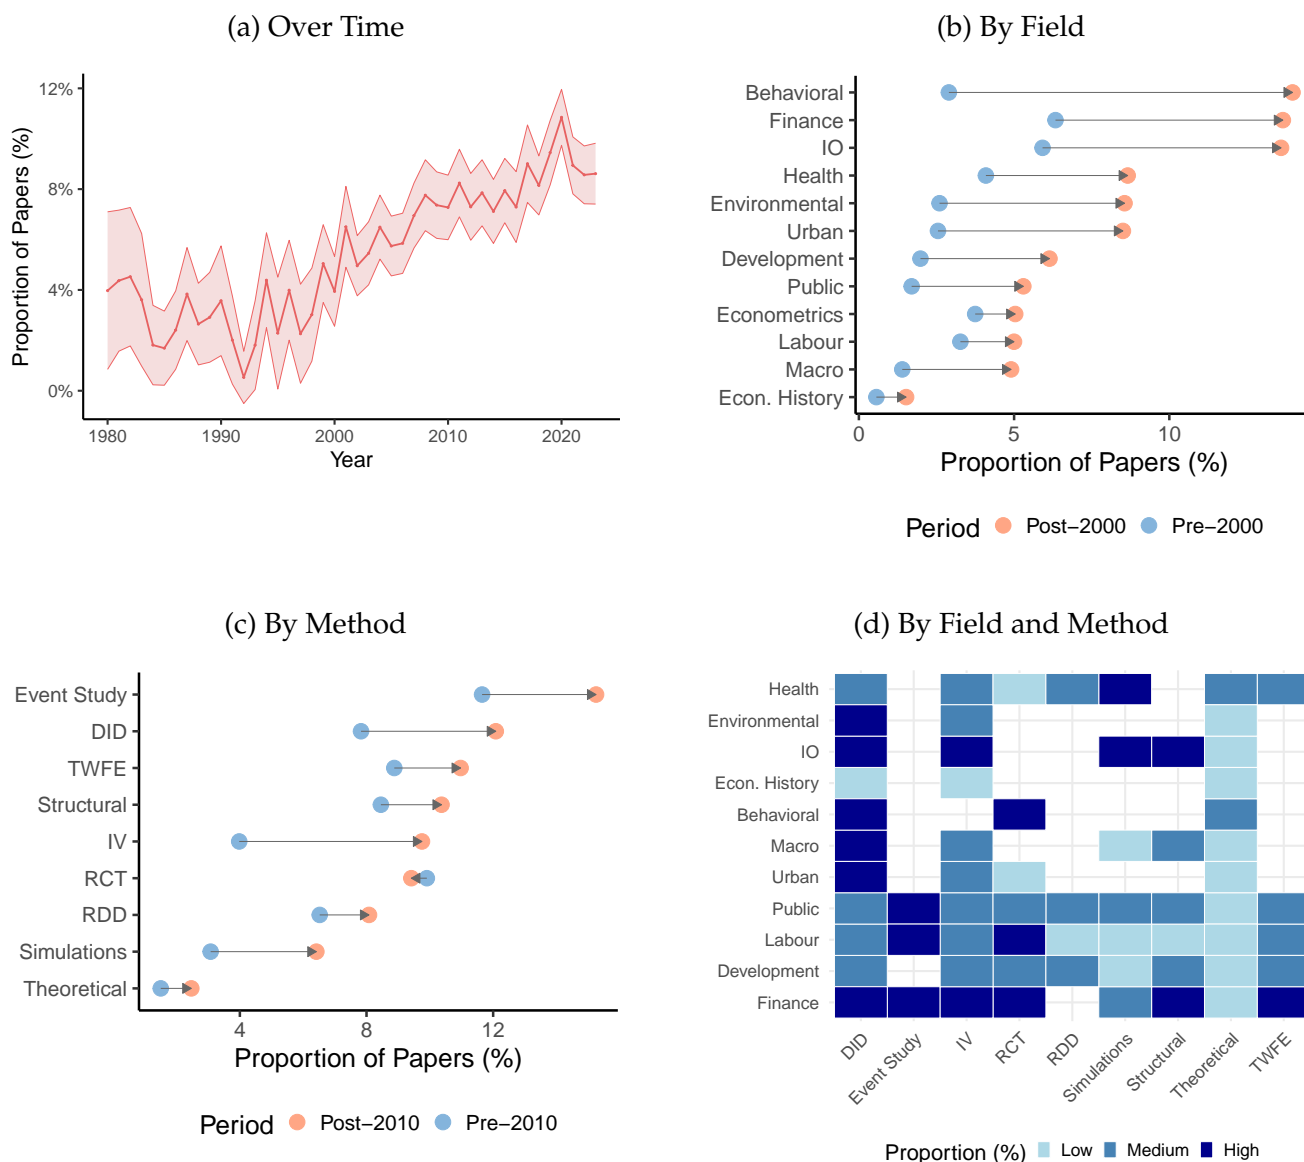 (a) Over Time
12%
8%
4%
0%
1980 1990 2000 2010 2020
Year
Proportion of Papers (%)
(b) By Field
Behavioral
Finance
IO
Health
Environmental
Urban
Development
Public
Econometrics
Labour
Macro
Econ. History
0 5 10
Proportion of Papers (%)
Period Post−2000 Pre−2000
(c) By Method
Event Study
DID
TWFE
Structural
IV
RCT
RDD
Simulations
Theoretical
4 8 12
Proportion of Papers (%)
Period Post−2010 Pre−2010
(d) By Field and Method
Health
Environmental
IO
Econ. History
Behavioral
Macro
Urban
Public
Labour
Development
Finance
DID Event Study IV RCT RDD Simulations Structural Theoretical TWFE
Proportion (%) Low Medium High